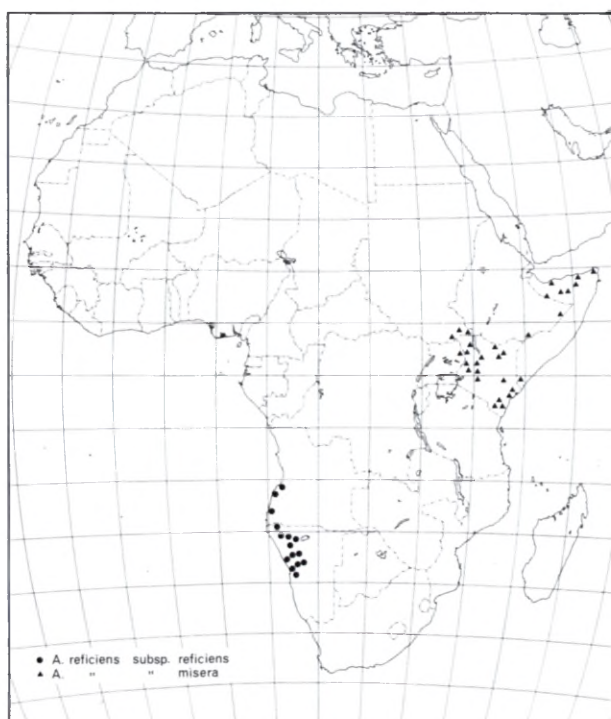 ● A. reficiens subsp. reficiens
▲ A. " " misera